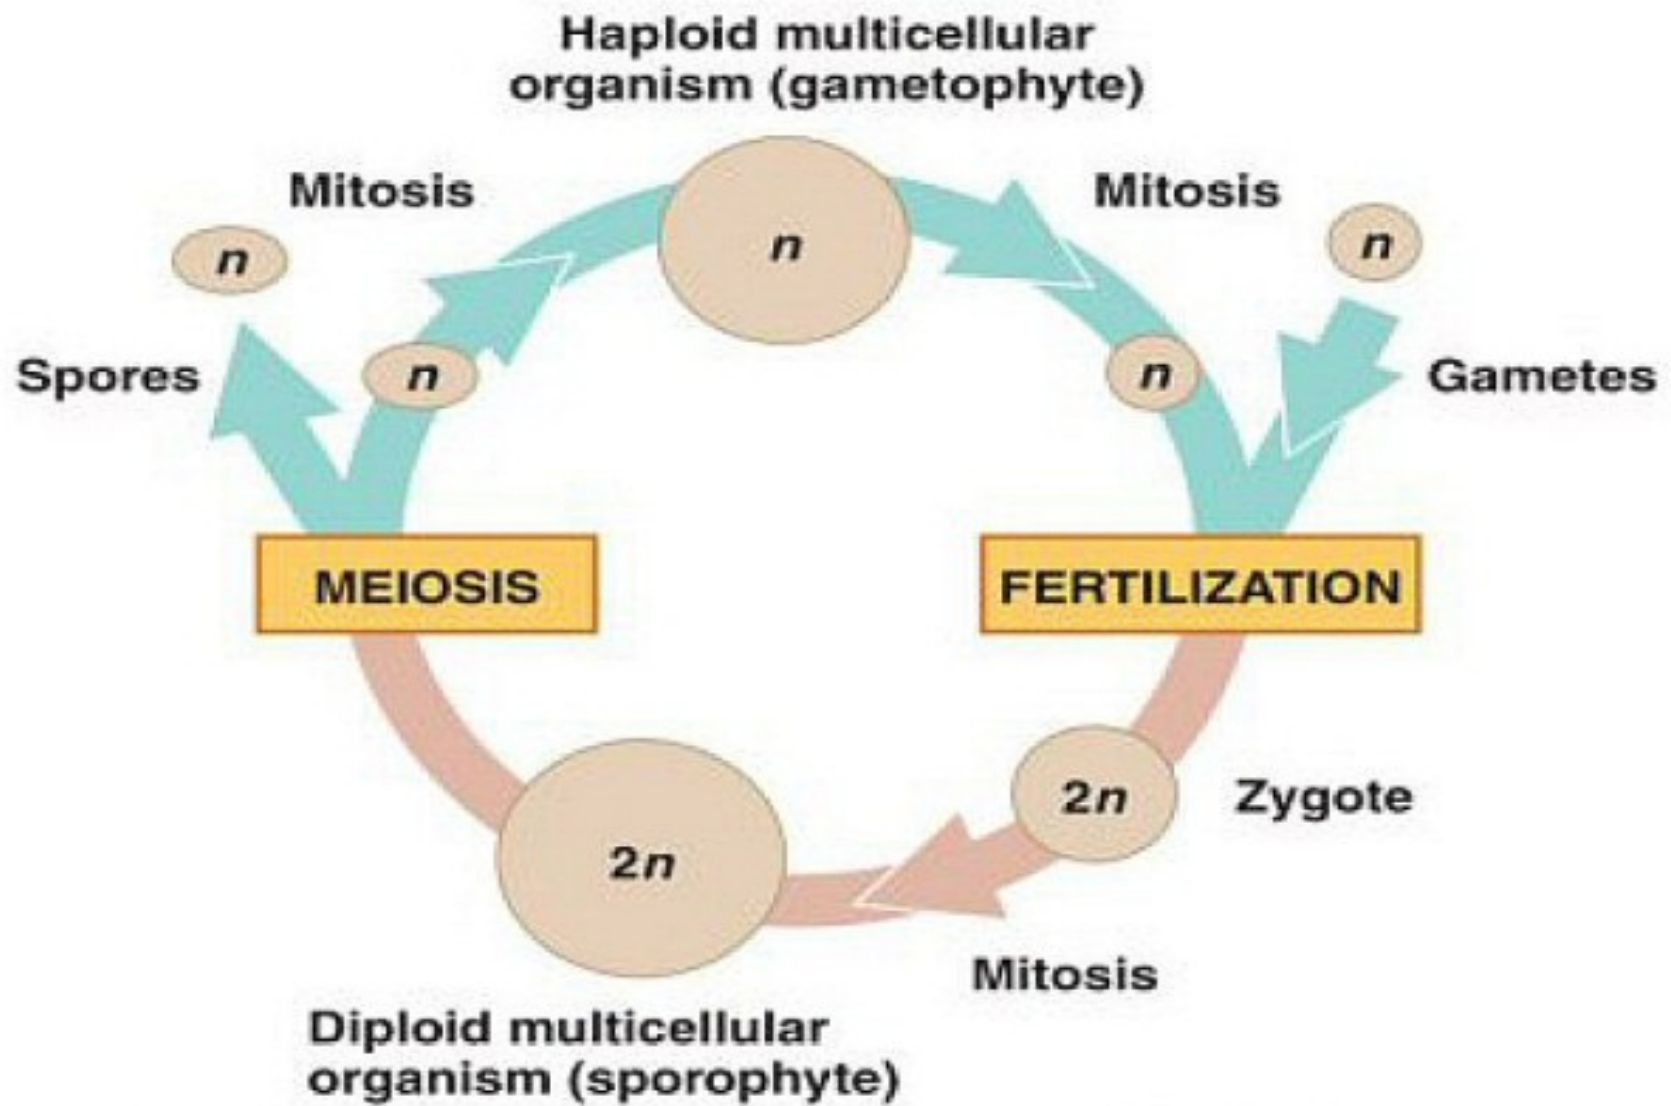 Haploid multicellular
organism (gametophyte)
Mitosis
Mitosis
n
n
n
Spores
n
n
Gametes
MEIOSIS
FERTILIZATION
2n
Zygote
2n
Mitosis
Diploid multicellular
organism (sporophyte)